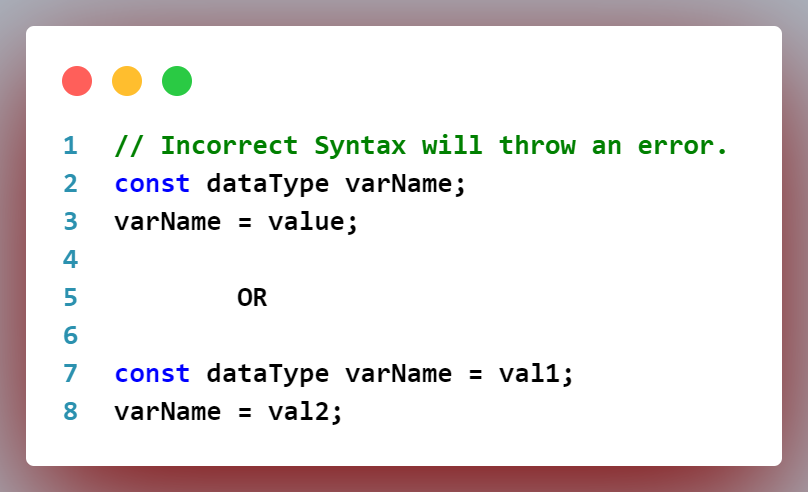 1 // Incorrect Syntax will throw an error.
2 const dataType varName;
3 varName = value;
4
5 OR
6
7 const dataType varName = val1;
8 varName = val2;